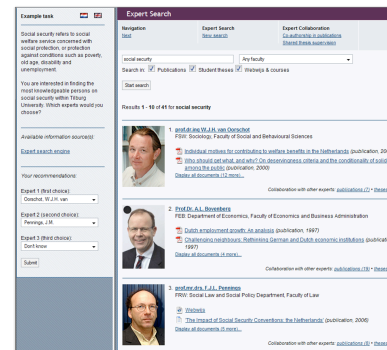 Example task
Social security refers to social
welfare service concerned with
social protection, or protection
against conditions such as poverty,
old age, disability and
unemployment.
You are interested in finding the
most knowledgeable persons on
social security within Tilburg
University. Which experts would you
choose?
Available information source(s):
Expert search engine
Your recommendations:
Expert 1 (first choice):
Oorschot, W.J.H. van
Expert 2 (second choice):
Pennings, J.M.
Expert 3 (third choice):
Don't know
Submit
Expert Search
Navigation
Expert Search
Expert Collaboration
New search
Co-authorship in publications
Shared thesis supervision
social security
Any faculty
Search in: Publications Student theses Webwijs & courses
Start search
Results 1 - 10 of 41 for social security
1. prof.dr.ing W.J.H. van Oorschot
FSW: Sociology, Faculty of Social and Behavioural Sciences
Individual motives for contributing to welfare benefits in the Netherlands (publication, 200
Who should get what, and why? On deservingness criteria and the conditionality of solid
among the public (publication, 2000)
Display all documents (12 more)...
Collaboration with other experts: publications (7) • these
2. Prof.Dr. A.L. Bovenberg
FEB: Department of Economics, Faculty of Economics and Business Administration
Dutch employment growth: An analysis (publication, 1997)
Challenging neighbours: Rethinking German and Dutch economic institutions (publicati
1997)
Display all documents (4 more)...
Collaboration with other experts: publications (19) • these
3. prof.mr.drs. F.J.L. Pennings
FRW: Social Law and Social Policy Department, Faculty of Law
Webwijs
'The Impact of Social Security Conventions: the Netherlands' (publication, 2006)
Display all documents (5 more)...
Collaboration with other experts: publications (8) • these